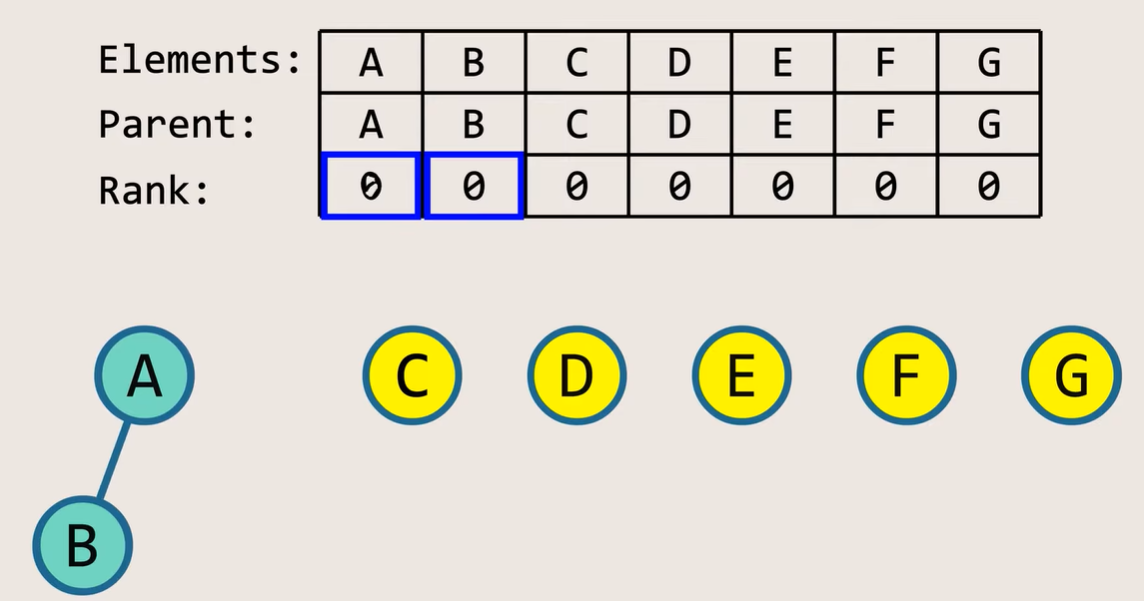 Elements: A B C D E F G
Parent: A B C D E F G
Rank: 0 0 0 0 0 0 0
A C D E F G
B